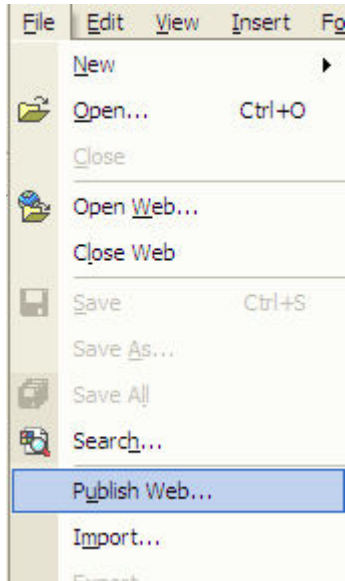 File Edit View Insert Fo
New
Open... Ctrl+O
Close
Open Web...
Close Web
Save Ctrl+S
Save As...
Save All
Search...
Publish Web...
Import...